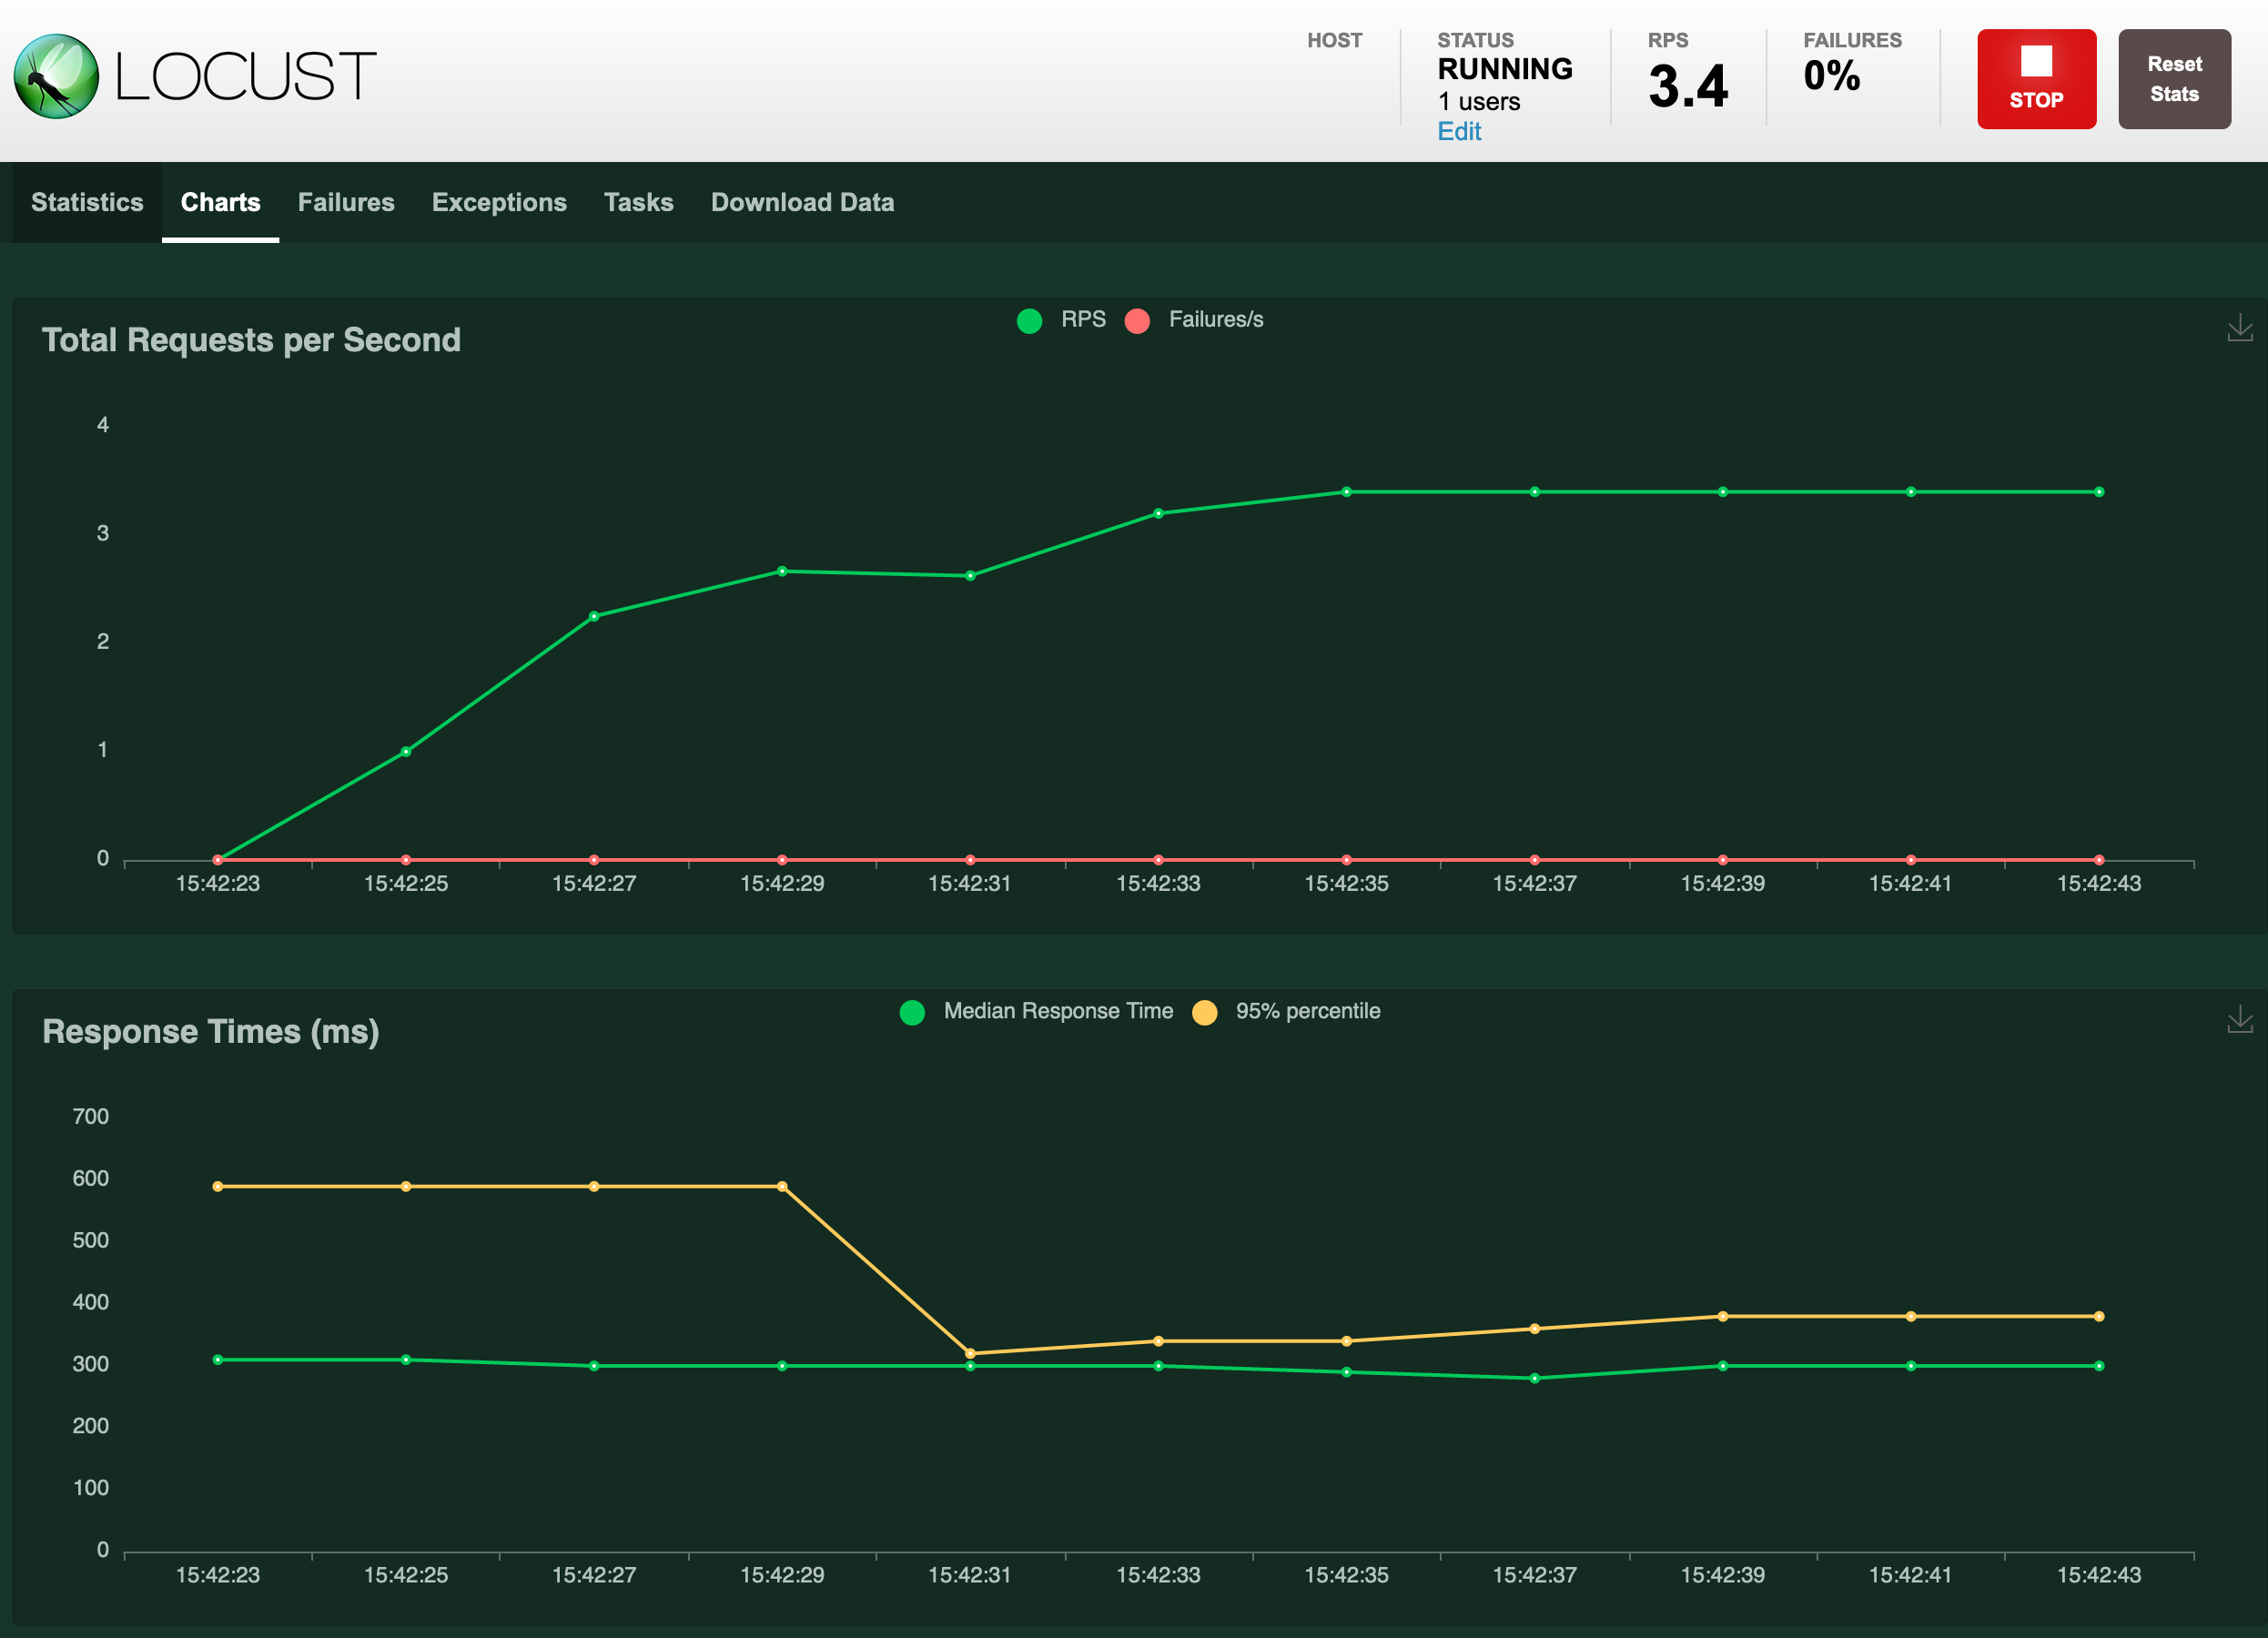 LOCUST
HOST
STATUS
RUNNING
1 users
Edit
RPS
3.4
FAILURES
0%
STOP
Reset
Stats
Statistics Charts Failures Exceptions Tasks Download Data
Total Requests per Second
RPS Failures/s
4
3
2
1
0
15:42:23 15:42:25 15:42:27 15:42:29 15:42:31 15:42:33 15:42:35 15:42:37 15:42:39 15:42:41 15:42:43
Response Times (ms)
Median Response Time 95% percentile
700
600
500
400
300
200
100
0
15:42:23 15:42:25 15:42:27 15:42:29 15:42:31 15:42:33 15:42:35 15:42:37 15:42:39 15:42:41 15:42:43